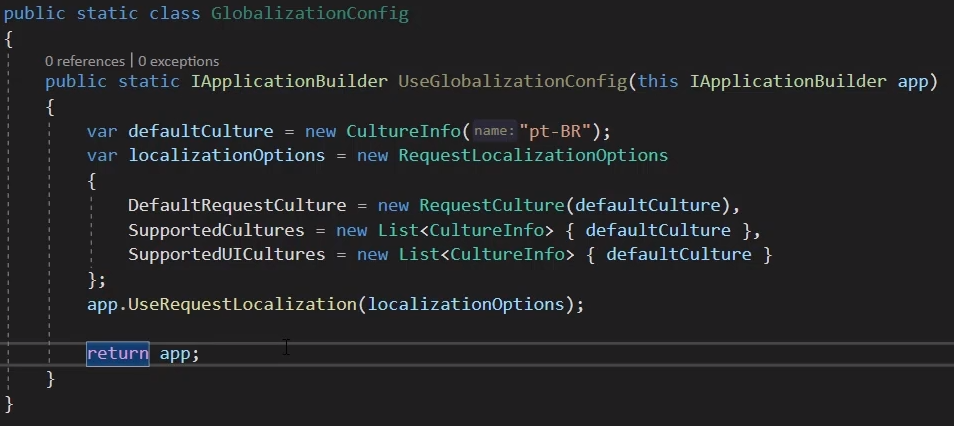 public static class GlobalizationConfig
{
0 references | 0 exceptions
public static IApplicationBuilder UseGlobalizationConfig(this IApplicationBuilder app)
{
var defaultCulture = new CultureInfo(name:"pt-BR");
var localizationOptions = new RequestLocalizationOptions
{
DefaultRequestCulture = new RequestCulture(defaultCulture),
SupportedCultures = new List<CultureInfo> { defaultCulture },
SupportedUICultures = new List<CultureInfo> { defaultCulture }
};
app.UseRequestLocalization(localizationOptions);
return app;
}
}